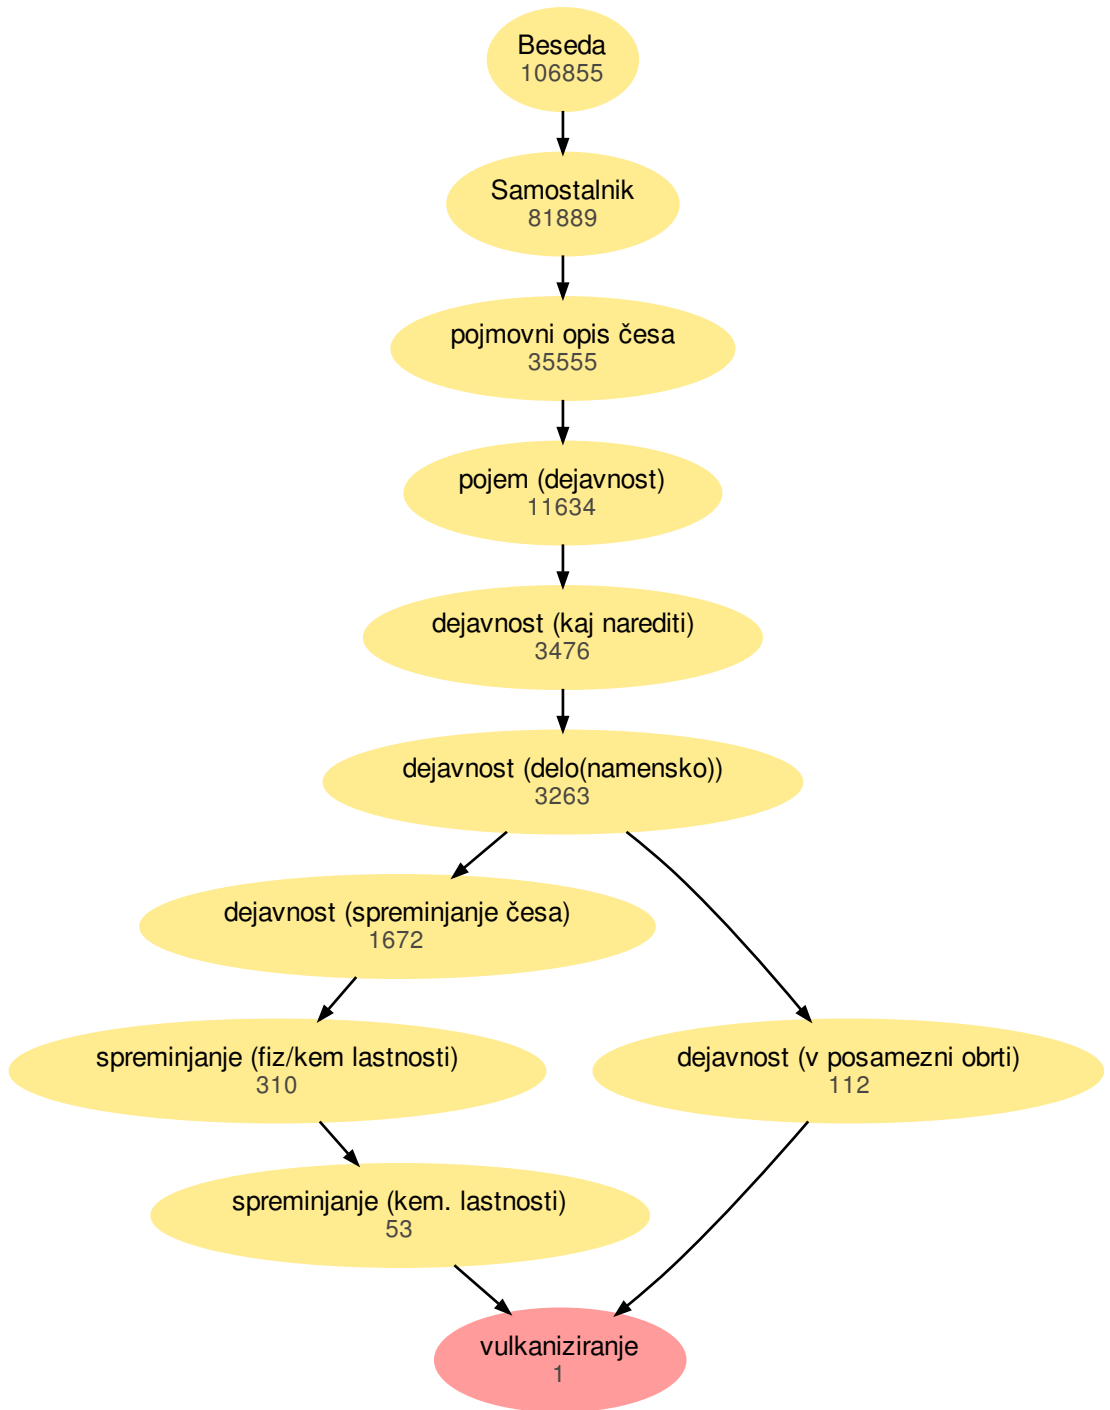 Beseda
106855
Samostalnik
81889
pojmovni opis česa
35555
pojem (dejavnost)
11634
dejavnost (kaj narediti)
3476
dejavnost (delo(namensko))
3263
dejavnost (spreminjanje česa)
1672
spreminjanje (fiz/kem lastnosti)
310
dejavnost (v posamezni obrti)
112
spreminjanje (kem. lastnosti)
53
vulkaniziranje
1